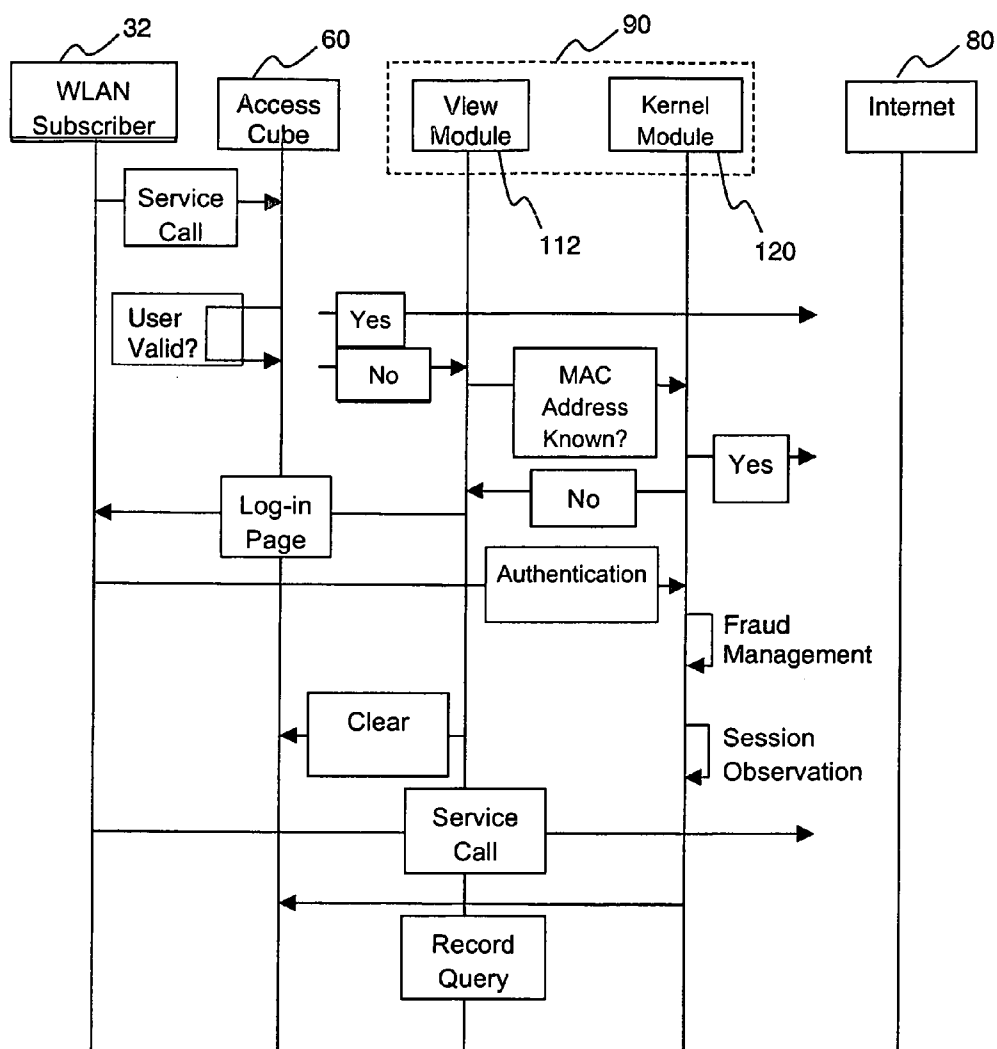 32
60
90
80
WLAN
Subscriber
Access
Cube
View
Module
Kernel
Module
Internet
112
120
Service
Call
User
Valid?
Yes
No
MAC
Address
Known?
Yes
No
Log-in
Page
Authentication
Fraud
Management
Clear
Session
Observation
Service
Call
Record
Query